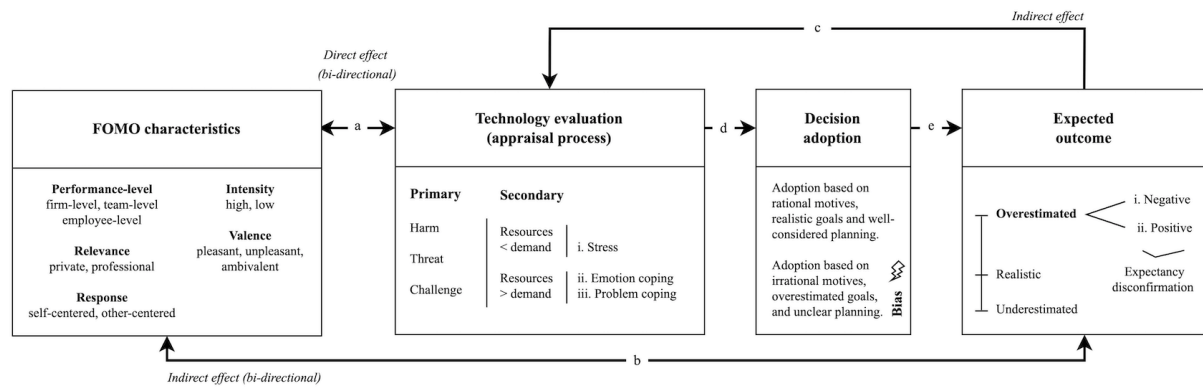 Indirect effect
c
Direct effect
(bi-directional)
FOMO characteristics
a
Technology evaluation
(appraisal process)
d
Decision
adoption
e
Expected
outcome
Performance-level
firm-level, team-level
employee-level
Relevance
private, professional
Response
self-centered, other-centered
Intensity
high, low
Valence
pleasant, unpleasant,
ambivalent
Primary
Harm
Threat
Challenge
Secondary
Resources
< demand
i. Stress
Resources
> demand
ii. Emotion coping
iii. Problem coping
Adoption based on
rational motives,
realistic goals and well-
considered planning.
Adoption based on
irrational motives,
overestimated goals,
and unclear planning.
Bias
Overestimated
Realistic
Underestimated
i. Negative
ii. Positive
Expectancy
disconfirmation
b
Indirect effect (bi-directional)